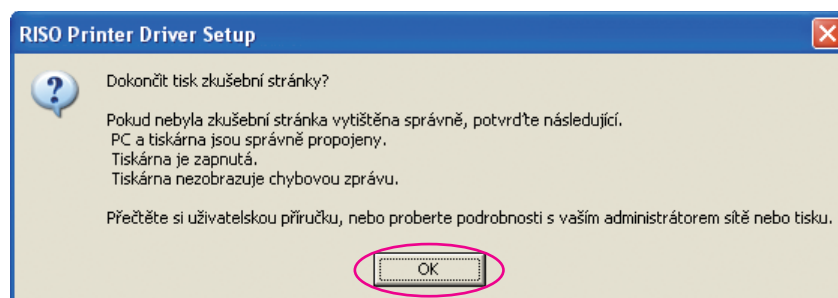 RISO Printer Driver Setup
Dokončit tisk zkušební stránky?
Pokud nebyla zkušební stránka vytištěna správně, potvrďte následující.
PC a tiskárna jsou správně propojeny.
Tiskárna je zapnutá.
Tiskárna nezobrazuje chybovou zprávu.
Přečtěte si uživatelskou příručku, nebo proberte podrobnosti s vaším administrátorem sítě nebo tisku.
OK